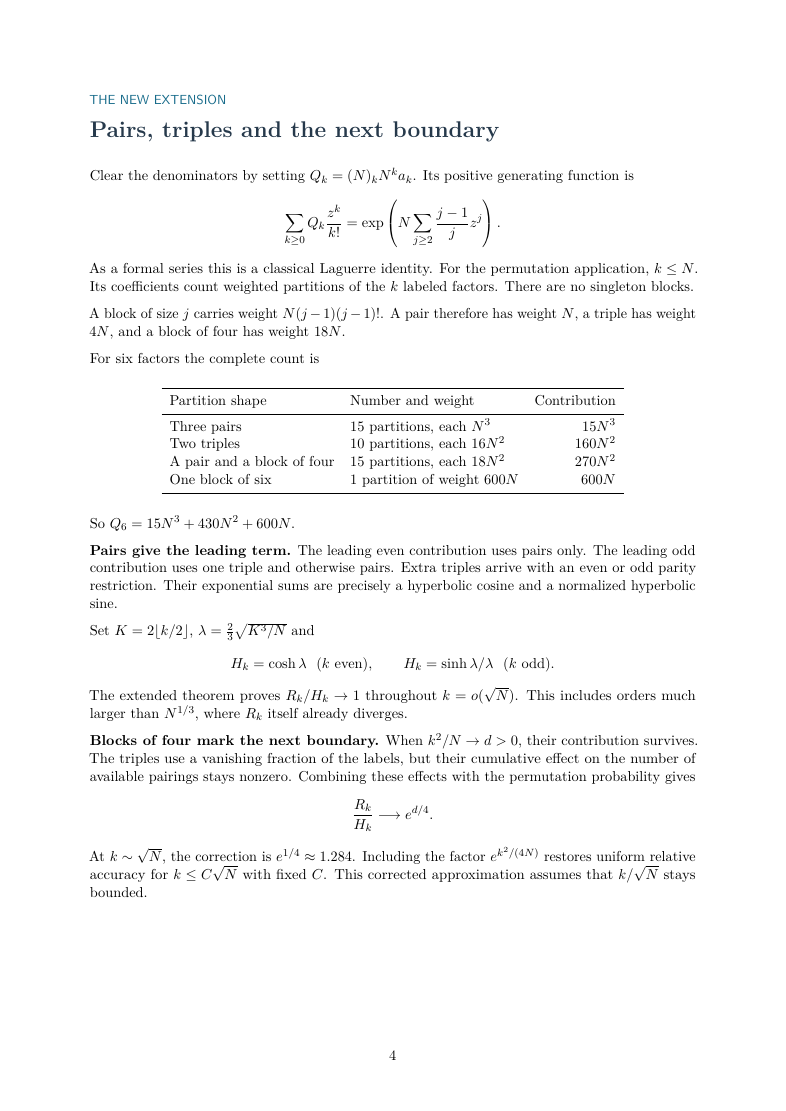 THE NEW EXTENSION
Pairs, triples and the next boundary
Clear the denominators by setting Q_k = (N)_k N^k a_k. Its positive generating function is
∑_{k≥0} Q_k z^k/k! = exp( N ∑_{j≥2} (j − 1)/j z^j ).
As a formal series this is a classical Laguerre identity. For the permutation application, k ≤ N.
Its coefficients count weighted partitions of the k labeled factors. There are no singleton blocks.
A block of size j carries weight N(j − 1)(j − 1)!. A pair therefore has weight N, a triple has weight
4N, and a block of four has weight 18N.
For six factors the complete count is
Partition shape Number and weight Contribution
Three pairs 15 partitions, each N^3 15N^3
Two triples 10 partitions, each 16N^2 160N^2
A pair and a block of four 15 partitions, each 18N^2 270N^2
One block of six 1 partition of weight 600N 600N
So Q_6 = 15N^3 + 430N^2 + 600N.
Pairs give the leading term. The leading even contribution uses pairs only. The leading odd
contribution uses one triple and otherwise pairs. Extra triples arrive with an even or odd parity
restriction. Their exponential sums are precisely a hyperbolic cosine and a normalized hyperbolic
sine.
Set K = 2⌊k/2⌋, λ = 2/3 √(K^3/N) and
H_k = cosh λ (k even), H_k = sinh λ/λ (k odd).
The extended theorem proves R_k/H_k → 1 throughout k = o(√N). This includes orders much
larger than N^{1/3}, where R_k itself already diverges.
Blocks of four mark the next boundary. When k^2/N → d > 0, their contribution survives.
The triples use a vanishing fraction of the labels, but their cumulative effect on the number of
available pairings stays nonzero. Combining these effects with the permutation probability gives
R_k/H_k ⟶ e^{d/4}.
At k ∼ √N, the correction is e^{1/4} ≈ 1.284. Including the factor e^{k^2/(4N)} restores uniform relative
accuracy for k ≤ C√N with fixed C. This corrected approximation assumes that k/√N stays
bounded.
4